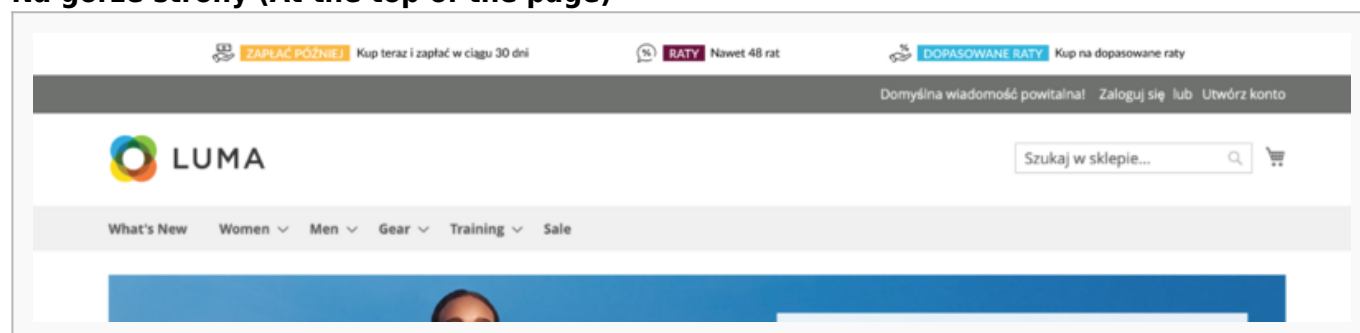 Na górze strony (At the top of the page)
ZAPŁAĆ PÓŹNIEJ Kup teraz i zapłać w ciągu 30 dni RATY Nawet 48 rat DOPASOWANE RATY Kup na dopasowane raty
Domyślna wiadomość powitalna! Zaloguj się lub Utwórz konto
LUMA Szukaj w sklepie...
What's New Women Men Gear Training Sale